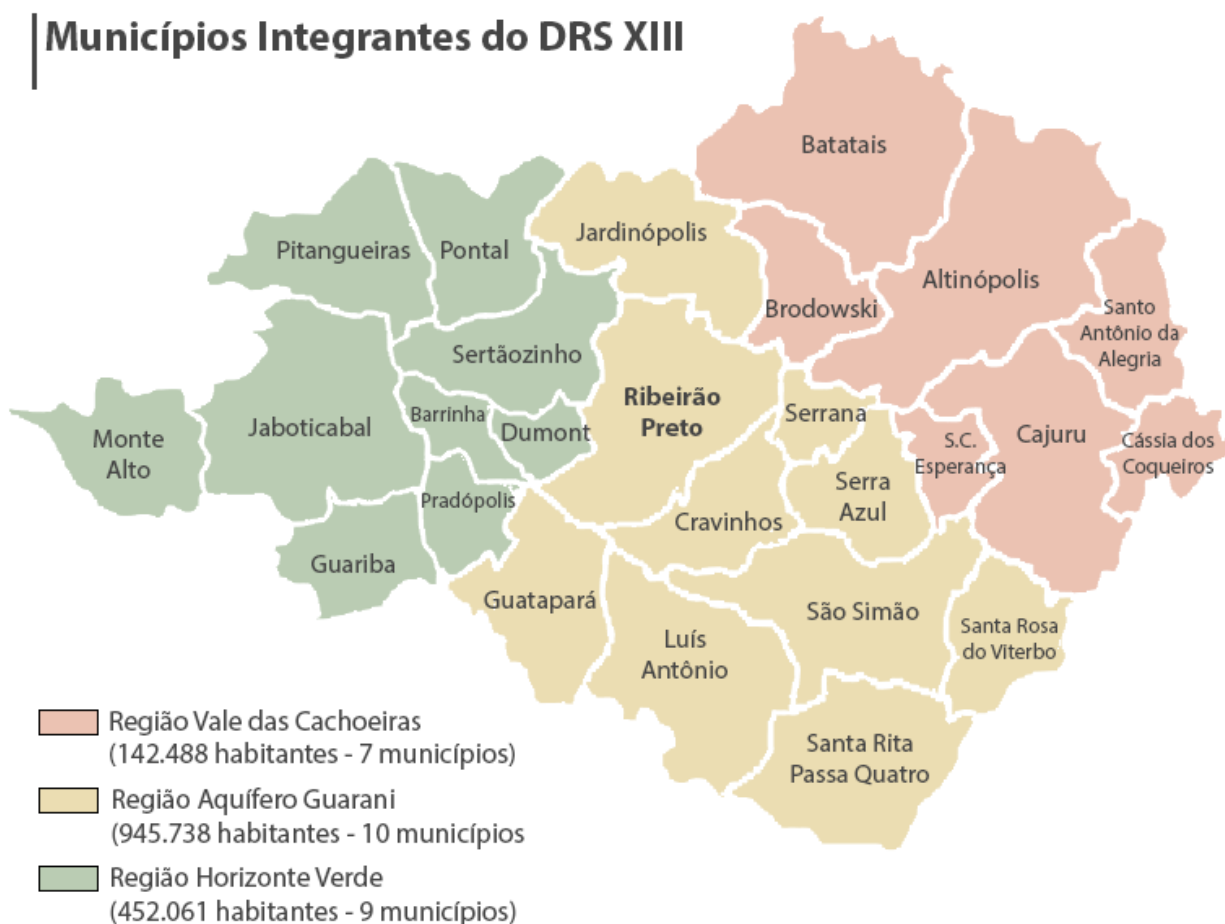 Municípios Integrantes do DRS XIII
Batatais
Jardinópolis
Pitangueiras
Pontal
Altinópolis
Brodowski
Santo
Antônio da
Alegria
Sertãozinho
Ribeirão
Preto
Serrana
Barrinha
Dumont
Jaboticabal
Monte
Alto
S.C.
Esperança
Cajuru
Cássia dos
Coqueiros
Pradópolis
Serra
Azul
Cravinhos
Guariba
Guatapará
São Simão
Santa Rosa
do Viterbo
Luís
Antônio
Santa Rita
Passa Quatro
Região Vale das Cachoeiras
(142.488 habitantes - 7 municípios)
Região Aquífero Guarani
(945.738 habitantes - 10 municípios
Região Horizonte Verde
(452.061 habitantes - 9 municípios)